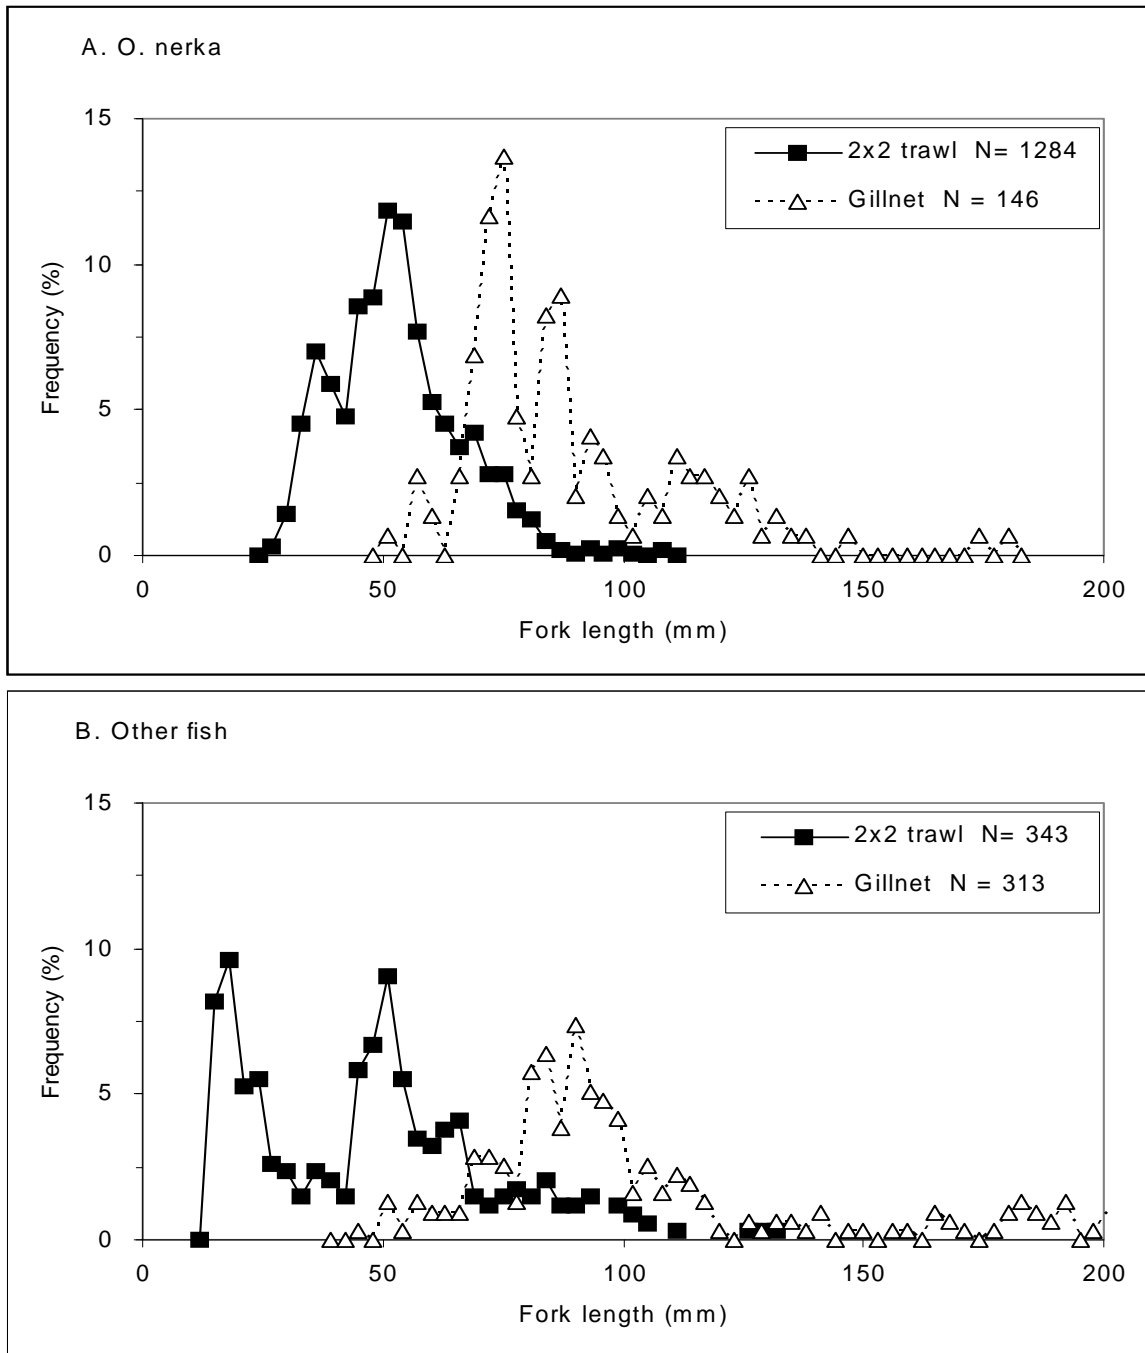 A. O. nerka
15
10
5
0
Frequency (%)
2x2 trawl N= 1284
Gillnet N = 146
0 50 100 150 200
Fork length (mm)
B. Other fish
15
10
5
0
Frequency (%)
2x2 trawl N= 343
Gillnet N = 313
0 50 100 150 200
Fork length (mm)